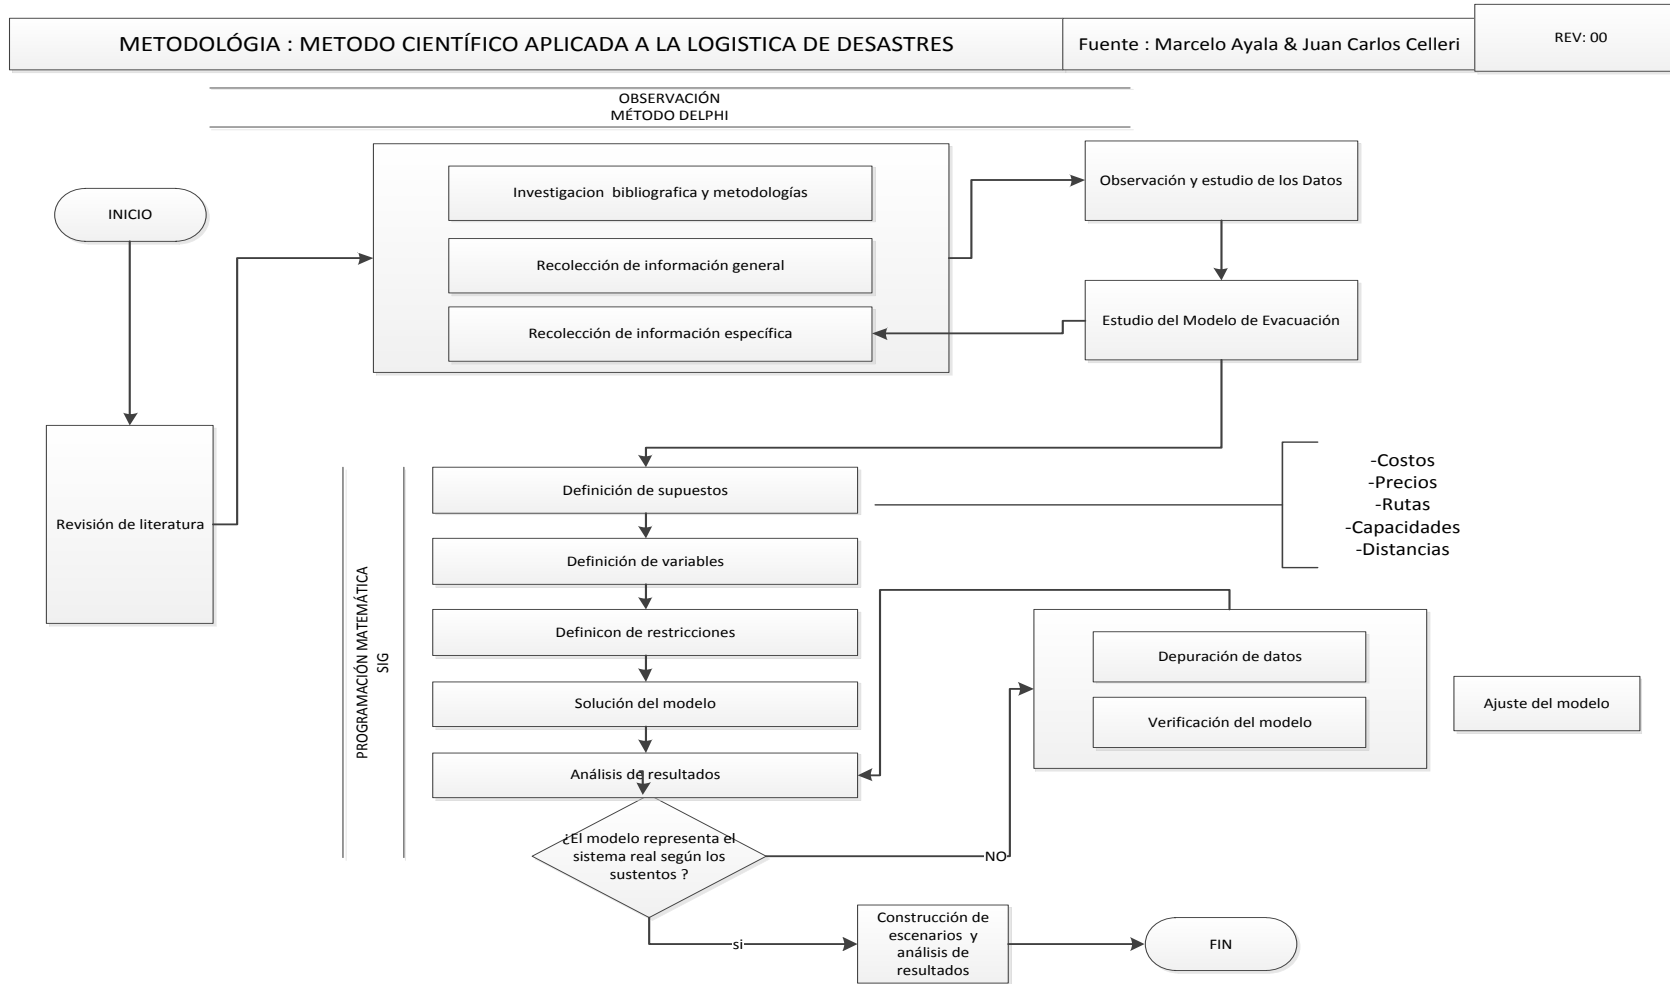 METODOLÓGIA : METODO CIENTÍFICO APLICADA A LA LOGISTICA DE DESASTRES
Fuente : Marcelo Ayala & Juan Carlos Celleri
REV: 00
OBSERVACIÓN
MÉTODO DELPHI
INICIO
Investigacion bibliografica y metodologías
Recolección de información general
Recolección de información específica
Observación y estudio de los Datos
Estudio del Modelo de Evacuación
Revisión de literatura
PROGRAMACIÓN MATEMÁTICA
SIG
Definición de supuestos
Definición de variables
Definicon de restricciones
Solución del modelo
Análisis de resultados
-Costos
-Precios
-Rutas
-Capacidades
-Distancias
Depuración de datos
Verificación del modelo
Ajuste del modelo
¿El modelo representa el
sistema real según los
sustentos ?
NO
si
Construcción de
escenarios y
análisis de
resultados
FIN